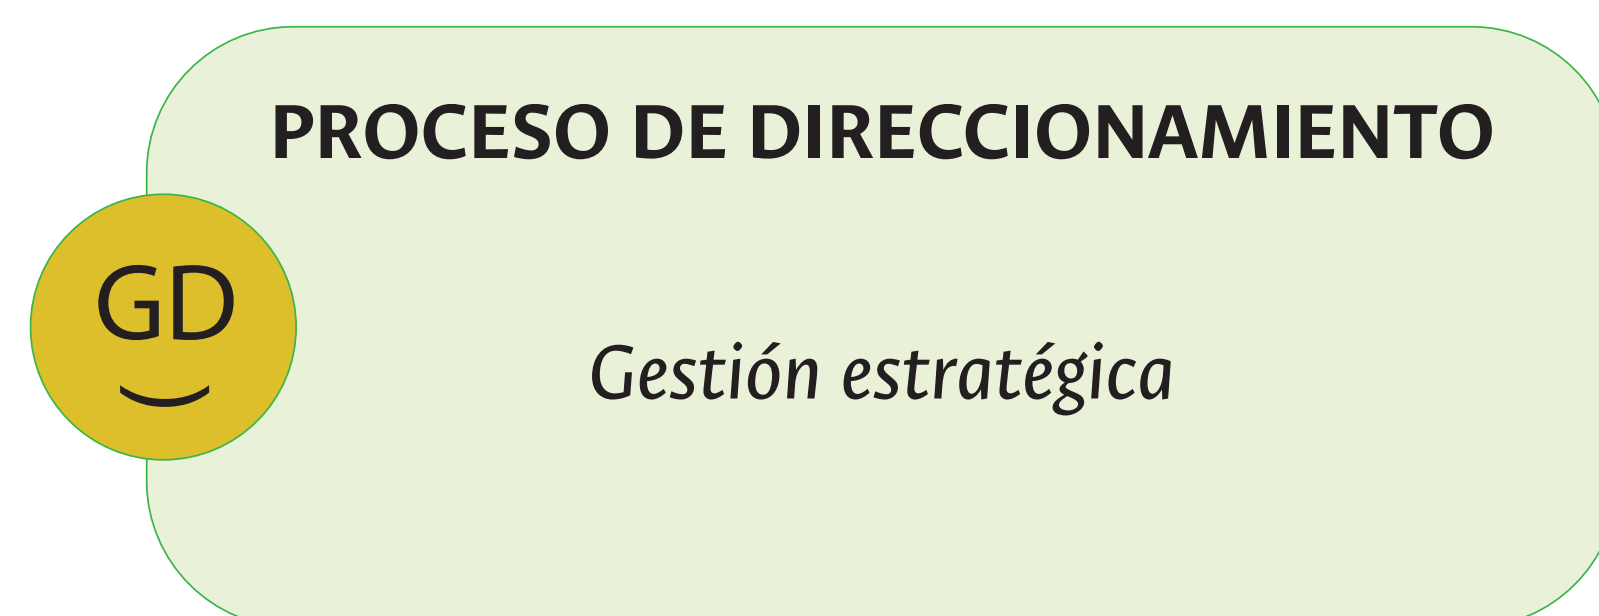 PROCESO DE DIRECCIONAMIENTO
GD
Gestión estratégica